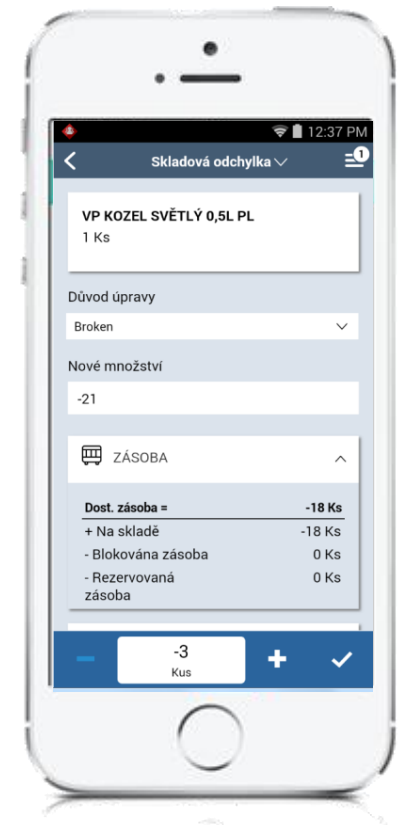 12:37 PM
Skladová odchylka
1
VP KOZEL SVĚTLÝ 0,5L PL
1 Ks
Důvod úpravy
Broken
Nové množství
-21
ZÁSOBA
Dost. zásoba = -18 Ks
+ Na skladě -18 Ks
- Blokována zásoba 0 Ks
- Rezervovaná 0 Ks
zásoba
-3
Kus